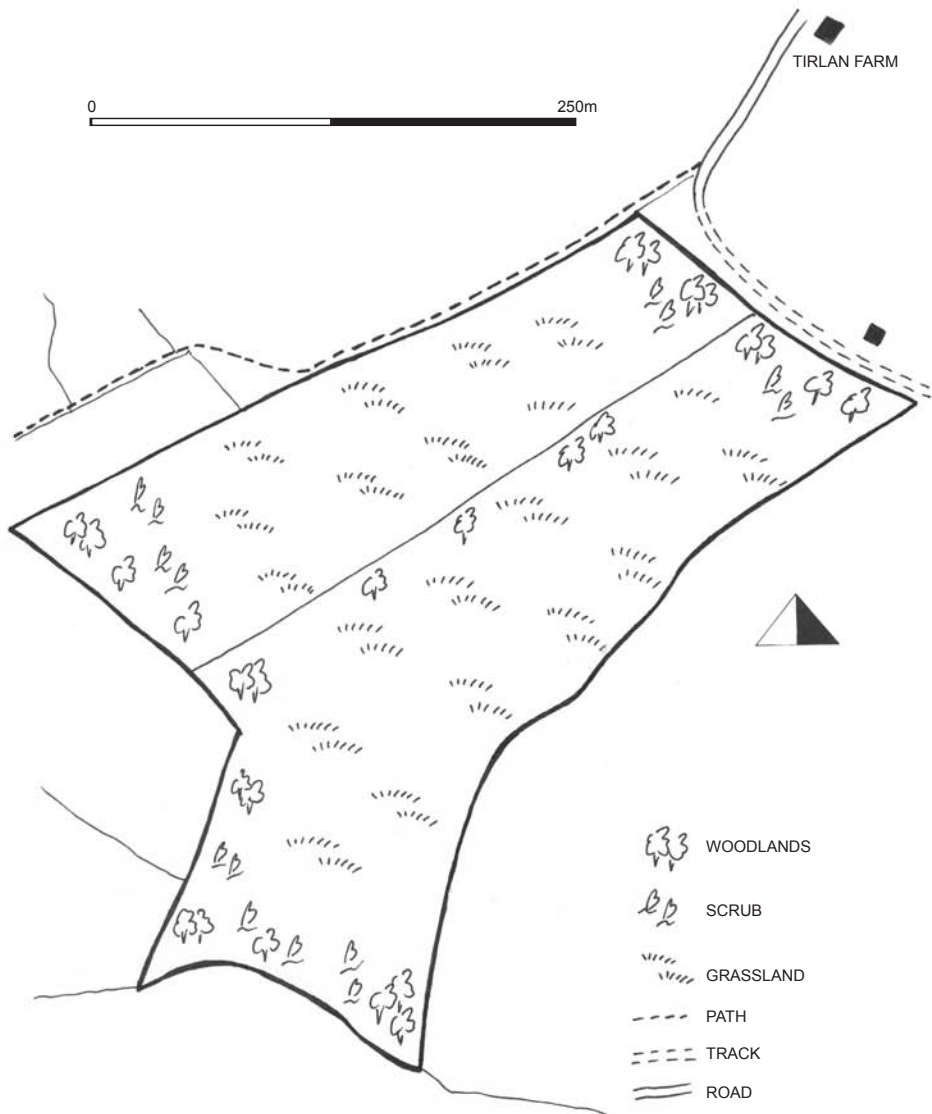 TIRLAN FARM
0 250m
WOODLANDS
SCRUB
GRASSLAND
PATH
TRACK
ROAD